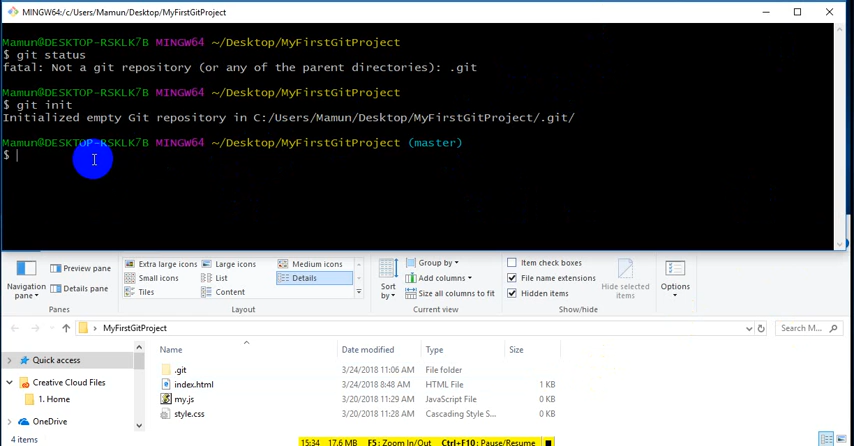 MINGW64:/c/Users/Mamun/Desktop/MyFirstGitProject
Mamun@DESKTOP-RSKLK7B MINGW64 ~/Desktop/MyFirstGitProject
$ git status
fatal: Not a git repository (or any of the parent directories): .git
Mamun@DESKTOP-RSKLK7B MINGW64 ~/Desktop/MyFirstGitProject
$ git init
Initialized empty Git repository in C:/Users/Mamun/Desktop/MyFirstGitProject/.git/
Mamun@DESKTOP-RSKLK7B MINGW64 ~/Desktop/MyFirstGitProject (master)
$
Navigation pane
Preview pane
Details pane
Panes
Extra large icons Large icons Medium icons
Small icons List Details
Tiles Content
Layout
Sort by
Group by
Add columns
Size all columns to fit
Current view
Item check boxes
File name extensions
Hidden items
Hide selected items
Show/hide
Options
MyFirstGitProject
Search M...
Quick access
Creative Cloud Files
1. Home
OneDrive
Name Date modified Type Size
.git 3/24/2018 11:06 AM File folder
index.html 3/24/2018 8:48 AM HTML File 1 KB
my.js 3/20/2018 11:29 AM JavaScript File 0 KB
style.css 3/20/2018 11:28 AM Cascading Style S... 0 KB
4 items
15:34 17.6 MB F5: Zoom In/Out Ctrl+F10: Pause/Resume